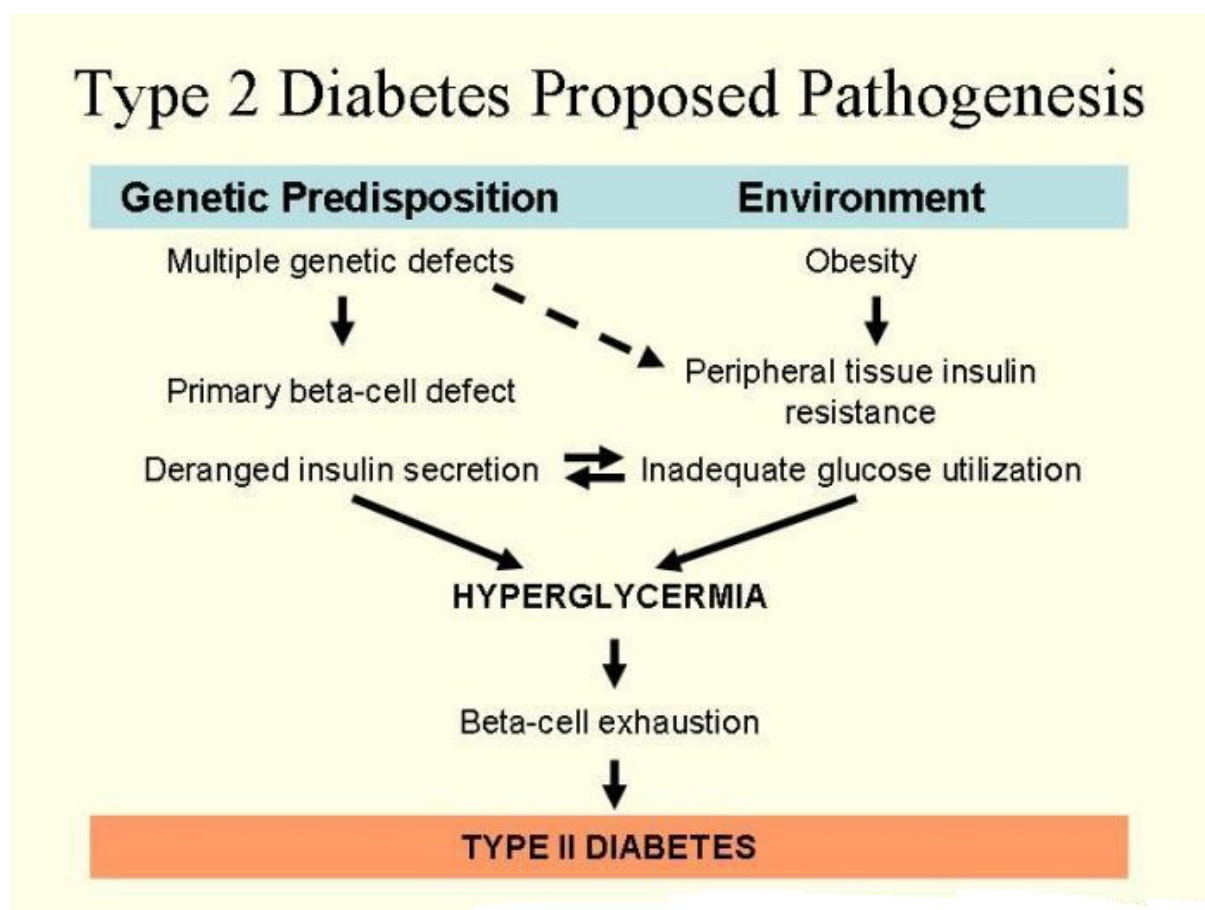 Type 2 Diabetes Proposed Pathogenesis
Genetic Predisposition Environment
Multiple genetic defects Obesity
Primary beta-cell defect Peripheral tissue insulin
resistance
Deranged insulin secretion Inadequate glucose utilization
HYPERGLYCERMIA
Beta-cell exhaustion
TYPE II DIABETES